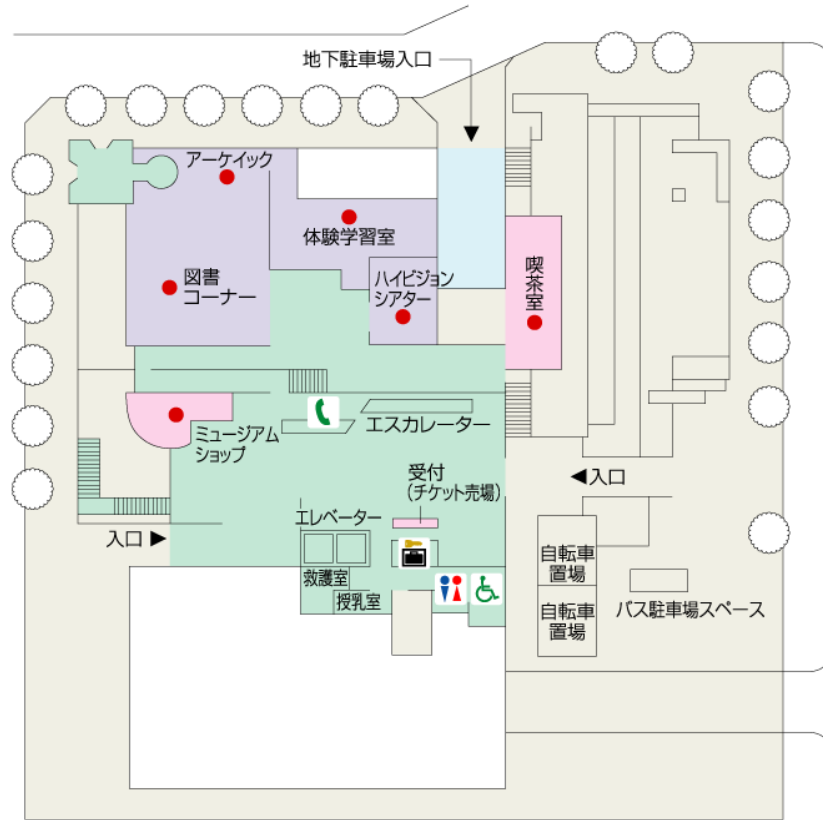 地下駐車場入口
アーケイック
体験学習室
図書
コーナー
ハイビジョン
シアター
喫茶室
ミュージアム
ショップ
エスカレーター
受付
(チケット売場)
◀入口
エレベーター
入口▶
救護室
授乳室
自転車
置場
自転車
置場
バス駐車場スペース